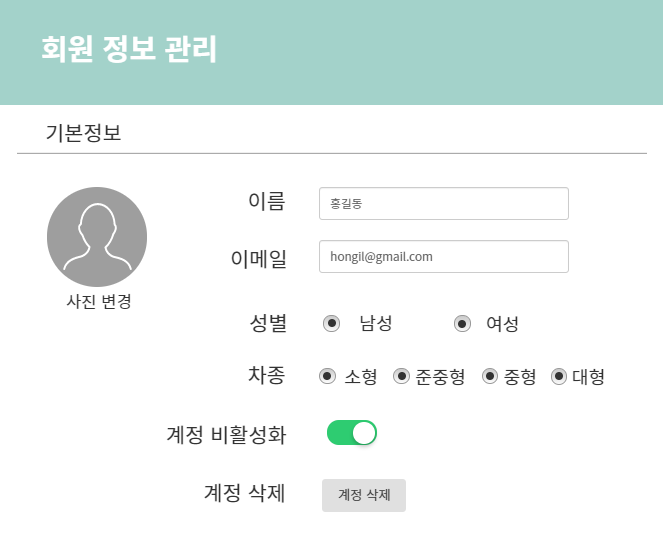 회원 정보 관리
기본정보
이름 홍길동
이메일 hongil@gmail.com
사진 변경
성별 남성 여성
차종 소형 준중형 중형 대형
계정 비활성화
계정 삭제 계정 삭제